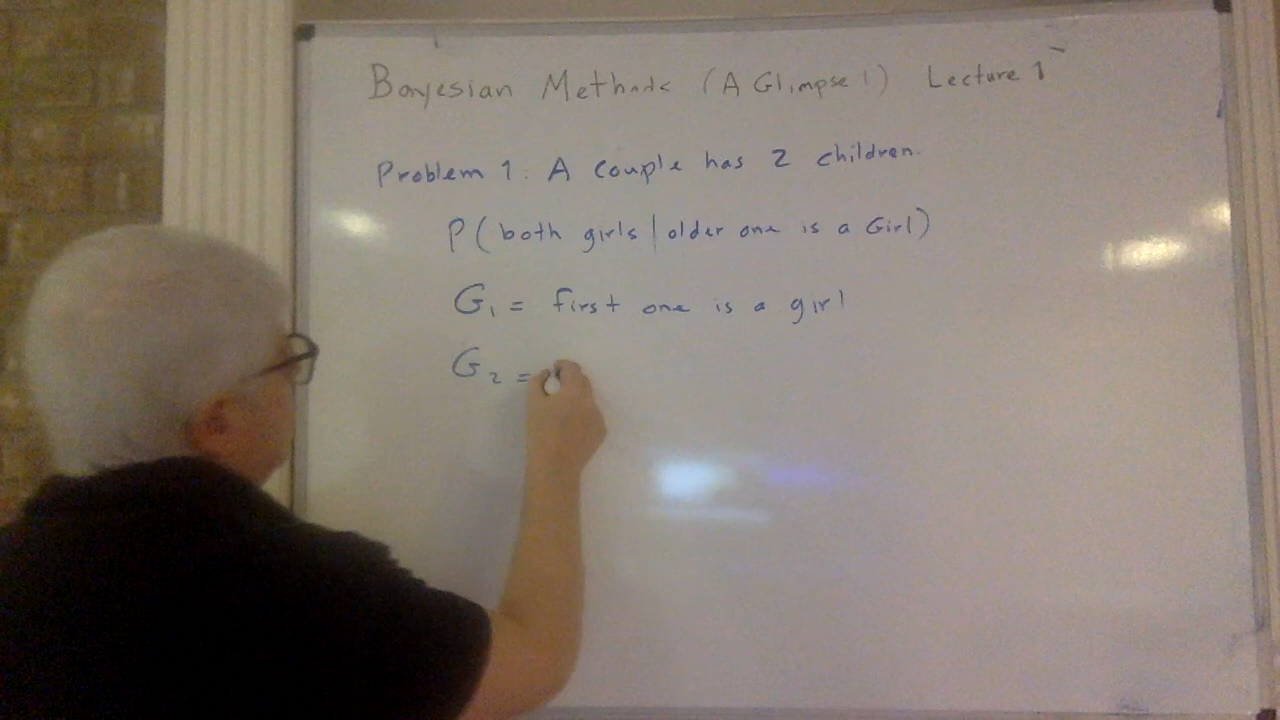 Bayesian Methods (A Glimpse!) Lecture 1
Problem 1. A couple has 2 children.
P(both girls | older one is a Girl)
G₁ = first one is a girl
G₂ =